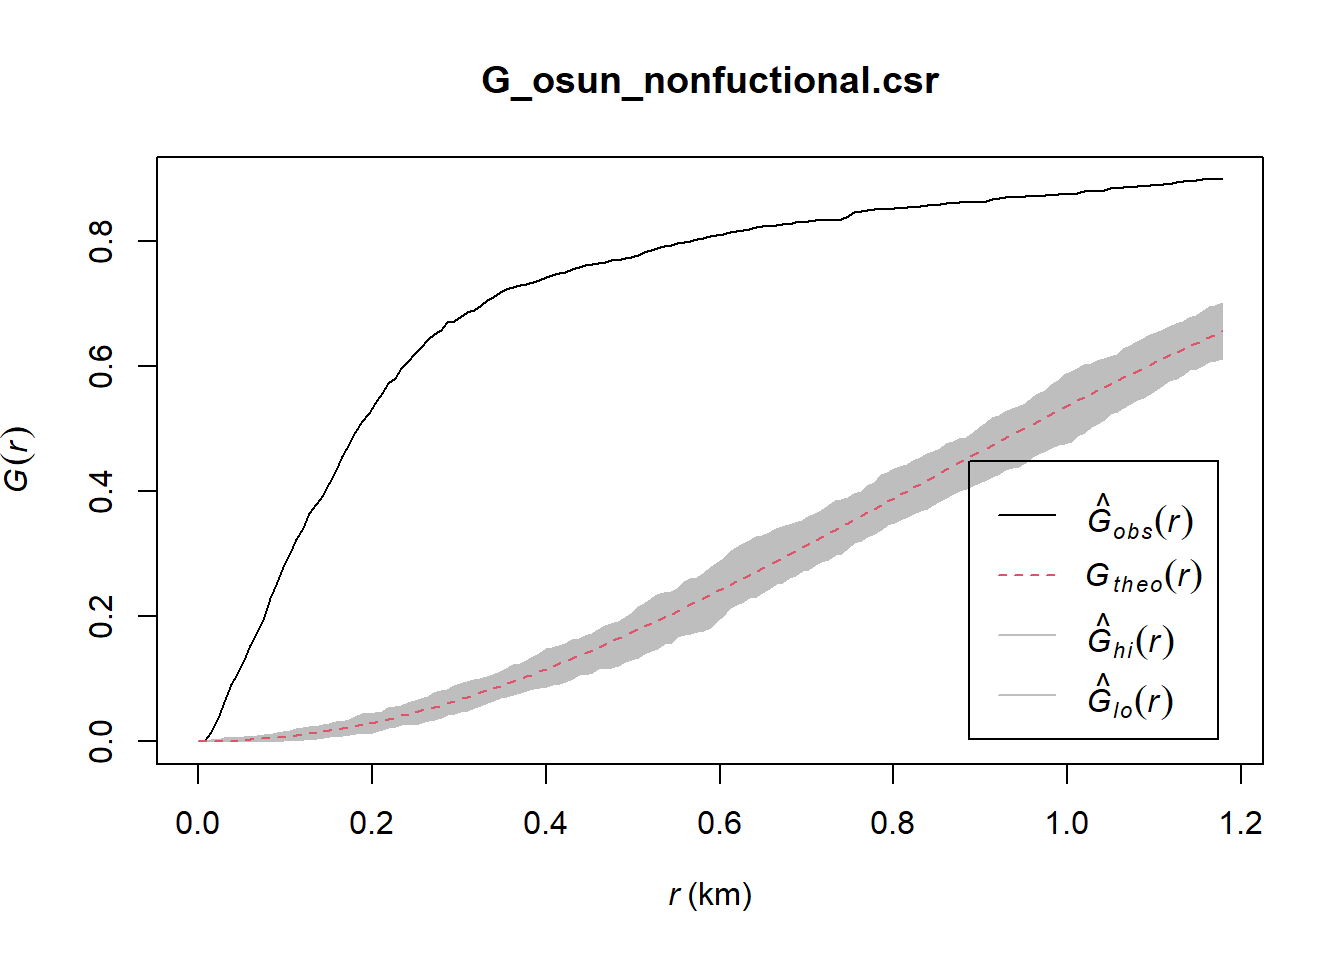 G_osun_nonfuctional.csr
G(r)
0.0 0.2 0.4 0.6 0.8
Ĝobs(r)
Gtheo(r)
Ĝhi(r)
Ĝlo(r)
0.0 0.2 0.4 0.6 0.8 1.0 1.2
r (km)